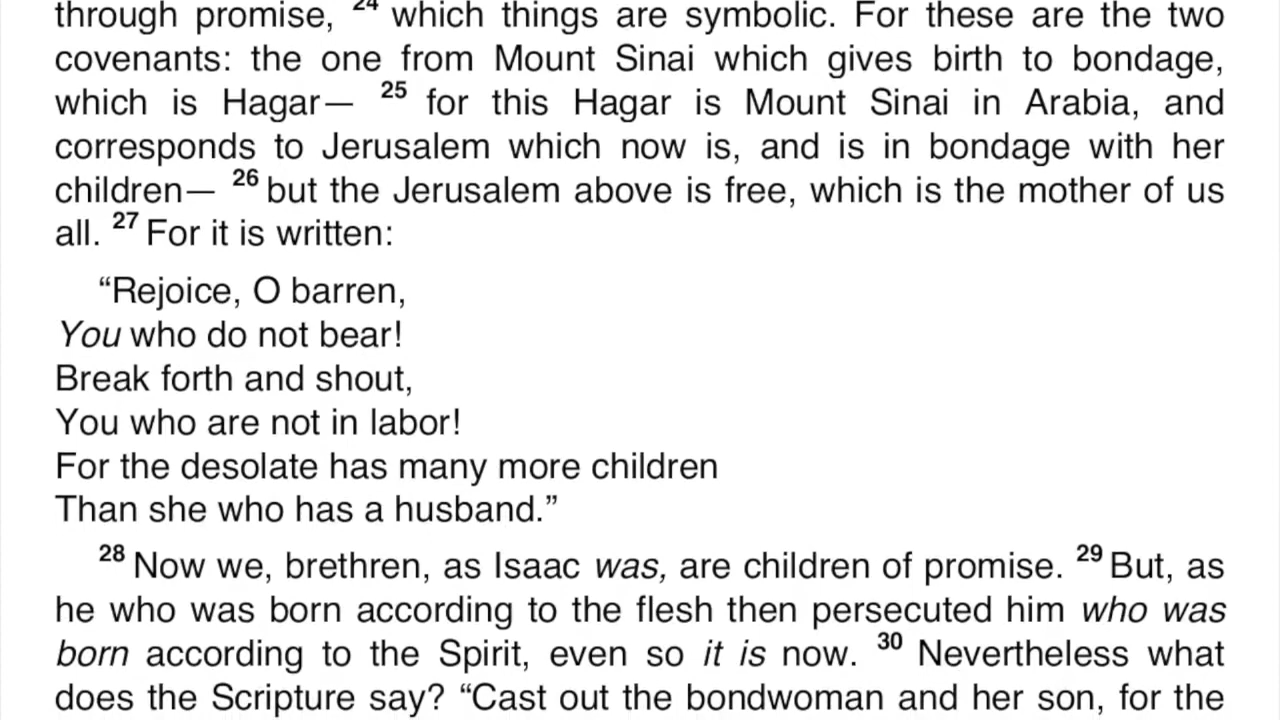 through promise, 24 which things are symbolic. For these are the two
covenants: the one from Mount Sinai which gives birth to bondage,
which is Hagar— 25 for this Hagar is Mount Sinai in Arabia, and
corresponds to Jerusalem which now is, and is in bondage with her
children— 26 but the Jerusalem above is free, which is the mother of us
all. 27 For it is written:
“Rejoice, O barren,
You who do not bear!
Break forth and shout,
You who are not in labor!
For the desolate has many more children
Than she who has a husband.”
28 Now we, brethren, as Isaac was, are children of promise. 29 But, as
he who was born according to the flesh then persecuted him who was
born according to the Spirit, even so it is now. 30 Nevertheless what
does the Scripture say? “Cast out the bondwoman and her son, for the